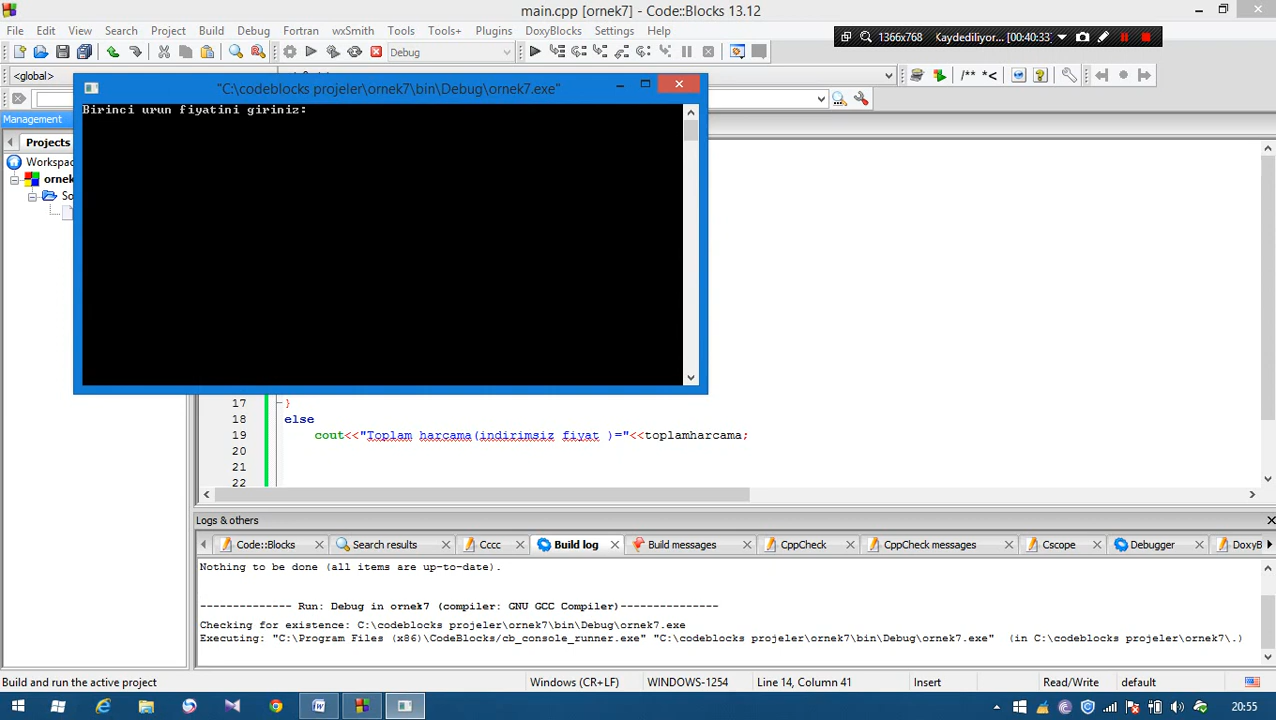 main.cpp [ornek7] - Code::Blocks 13.12
File Edit View Search Project Build Debug Fortran wxSmith Tools Tools+ Plugins DoxyBlocks Settings Help
1366x768 Kaydediliyor... [00:40:33]
Debug
<global>
/** *<
"C:\codeblocks projeler\ornek7\bin\Debug\ornek7.exe"
Birinci urun fiyatini giriniz:
Management
Projects
Workspac
ornek
So
17 }
18 else
19 cout<<"Toplam harcama(indirimsiz fiyat )="<<toplamharcama;
20
21
22
Logs & others
Code::Blocks Search results Cccc Build log Build messages CppCheck CppCheck messages Cscope Debugger DoxyB
Nothing to be done (all items are up-to-date).
-------------- Run: Debug in ornek7 (compiler: GNU GCC Compiler)---------------
Checking for existence: C:\codeblocks projeler\ornek7\bin\Debug\ornek7.exe
Executing: "C:\Program Files (x86)\CodeBlocks/cb_console_runner.exe" "C:\codeblocks projeler\ornek7\bin\Debug\ornek7.exe" (in C:\codeblocks projeler\ornek7\.)
Build and run the active project Windows (CR+LF) WINDOWS-1254 Line 14, Column 41 Insert Read/Write default
20:55